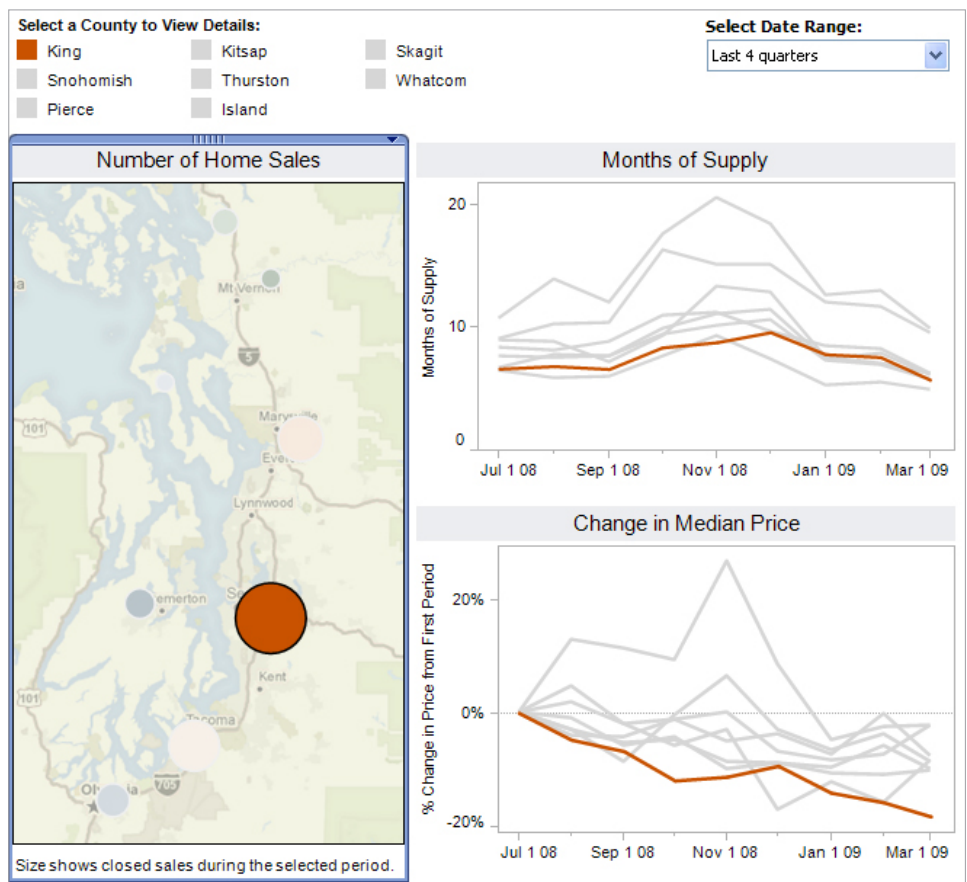 Select a County to View Details:
King
Kitsap
Skagit
Snohomish
Thurston
Whatcom
Pierce
Island
Select Date Range:
Last 4 quarters
Number of Home Sales
Mt Vernon
5
101
Marysville
Lynnwood
emerton
Kent
101
Tacoma
705
Size shows closed sales during the selected period.
Months of Supply
Months of Supply
20
10
0
Jul 1 08
Sep 1 08
Nov 1 08
Jan 1 09
Mar 1 09
Change in Median Price
% Change in Price from First Period
20%
0%
-20%
Jul 1 08
Sep 1 08
Nov 1 08
Jan 1 09
Mar 1 09